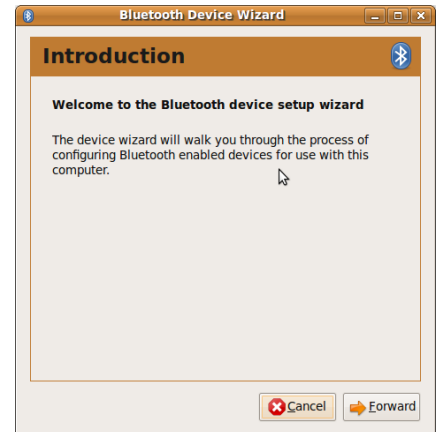 Bluetooth Device Wizard
Introduction
Welcome to the Bluetooth device setup wizard
The device wizard will walk you through the process of
configuring Bluetooth enabled devices for use with this
computer.
Cancel
Forward